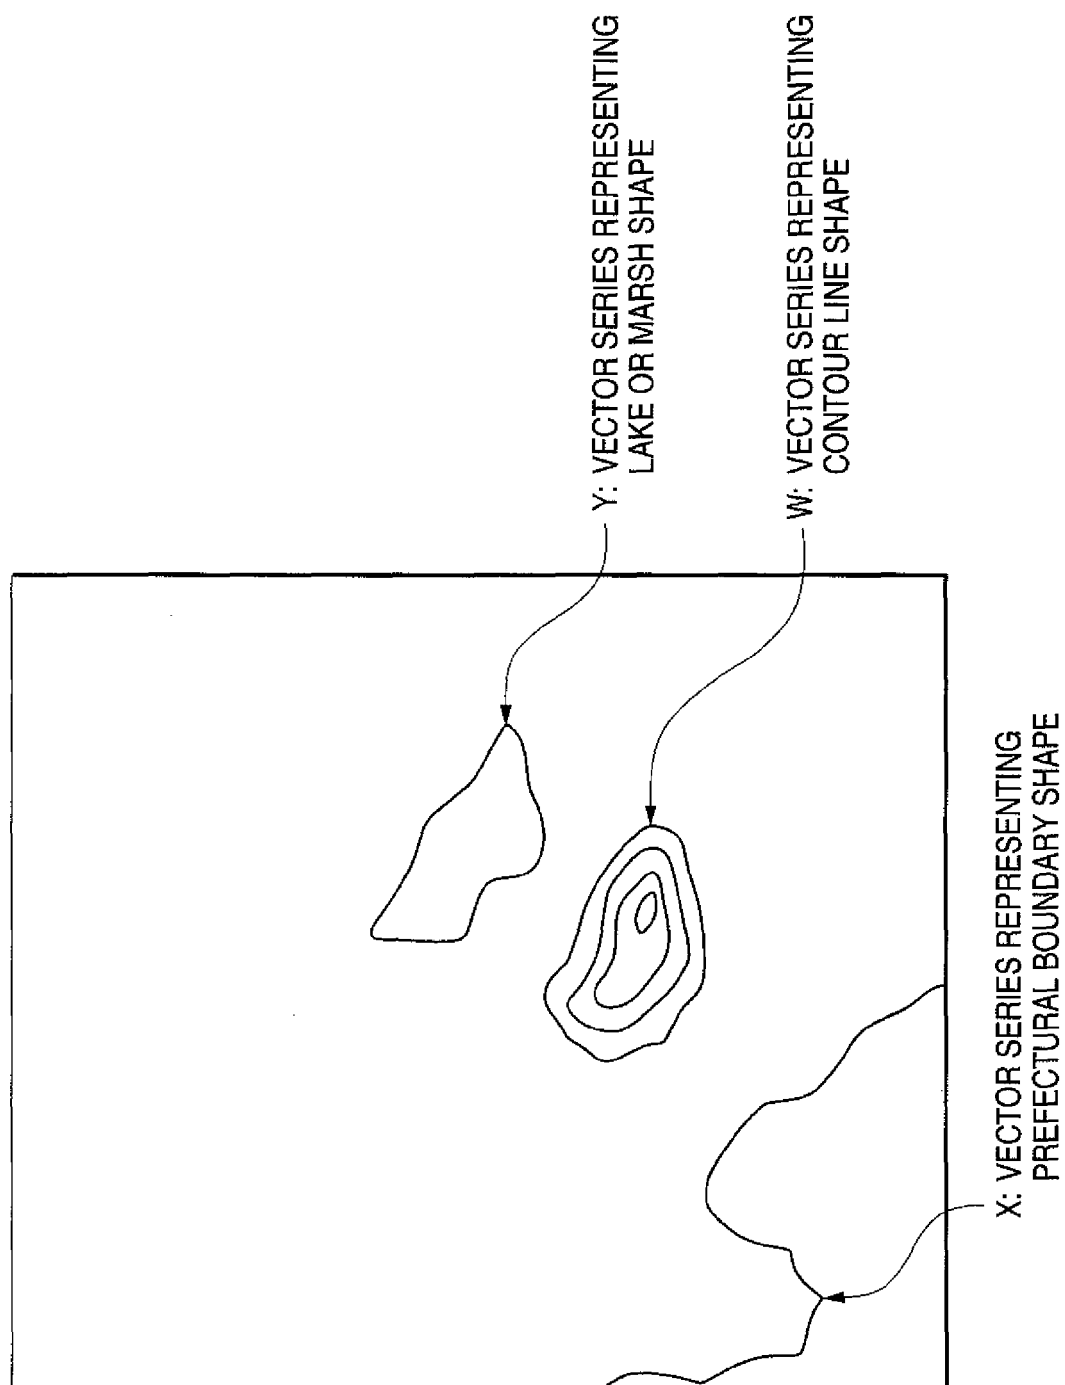 Y: VECTOR SERIES REPRESENTING
LAKE OR MARSH SHAPE
W: VECTOR SERIES REPRESENTING
CONTOUR LINE SHAPE
X: VECTOR SERIES REPRESENTING
PREFECTURAL BOUNDARY SHAPE